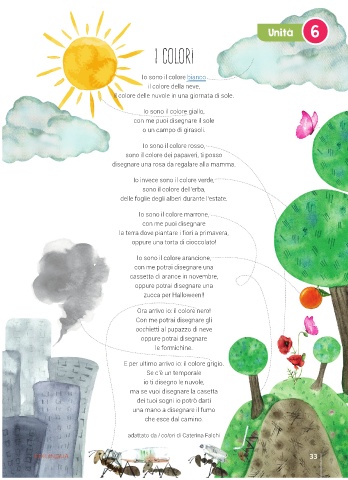 Unità 6
I COLORI
Io sono il colore bianco
il colore della neve,
il colore delle nuvole in una giornata di sole.
Io sono il colore giallo,
con me puoi disegnare il sole
o un campo di girasoli.
Io sono il colore rosso,
sono il colore dei papaveri, ti posso
disegnare una rosa da regalare alla mamma.
Io invece sono il colore verde,
sono il colore dell'erba,
delle foglie degli alberi durante l'estate.
Io sono il colore marrone,
con me puoi disegnare
la terra dove piantare i fiori a primavera,
oppure una torta di cioccolato!
Io sono il colore arancione,
con me potrai disegnare una
cassetta di arance in novembre,
oppure potrai disegnare una
zucca per Halloween!!
Ora arrivo io: il colore nero!
Con me potrai disegnare gli
occhietti al pupazzo di neve
oppure potrai disegnare
le formichine.
E per ultimo arrivo io: il colore grigio.
Se c'è un temporale
io ti disegno le nuvole,
ma se vuoi disegnare la casetta
dei tuoi sogni io potrò darti
una mano a disegnare il fumo
che esce dal camino.
adattato da I colori di Caterina Falchi
33